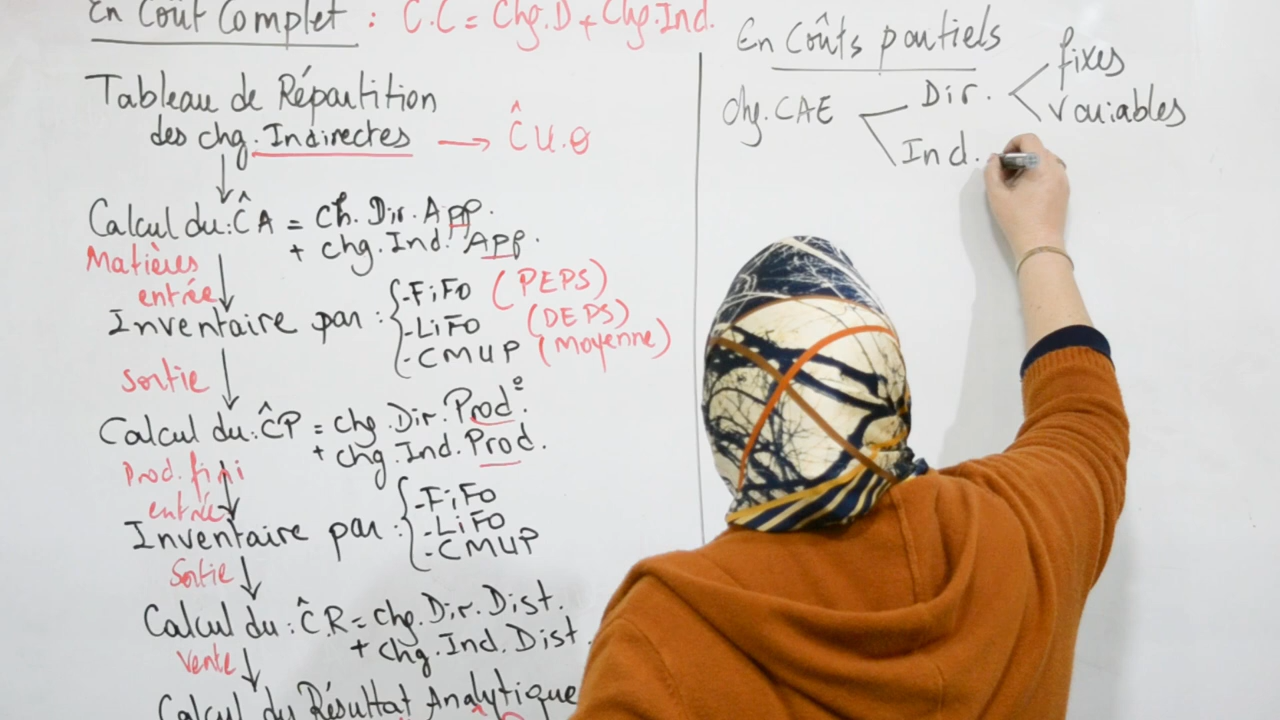 En Coût Complet : C.C = Chg.D + Chg.Ind.
Tableau de Répartition
des chg. Indirectes → Ĉ U.O
Calcul du : ĈA = Ch. Dir. App.
+ chg. Ind. App.
Matières
entrée
Inventaire par : { - FiFo (PEPS)
- LiFo (DEPS)
- CMUP (moyenne)
Sortie
Calcul du : ĈP = chg. Dir. Prod°.
+ chg. Ind. Prod.
Prod. fini
entrée
Inventaire par : { - FiFo
- LiFo
- CMUP
Sortie
Calcul du : ĈR = chg. Dir. Dist.
+ chg. Ind. Dist.
Vente
Calcul du Résultat Analytique
En Coûts partiels
Chg. CAE
Dir.
fixes
Variables
Ind.